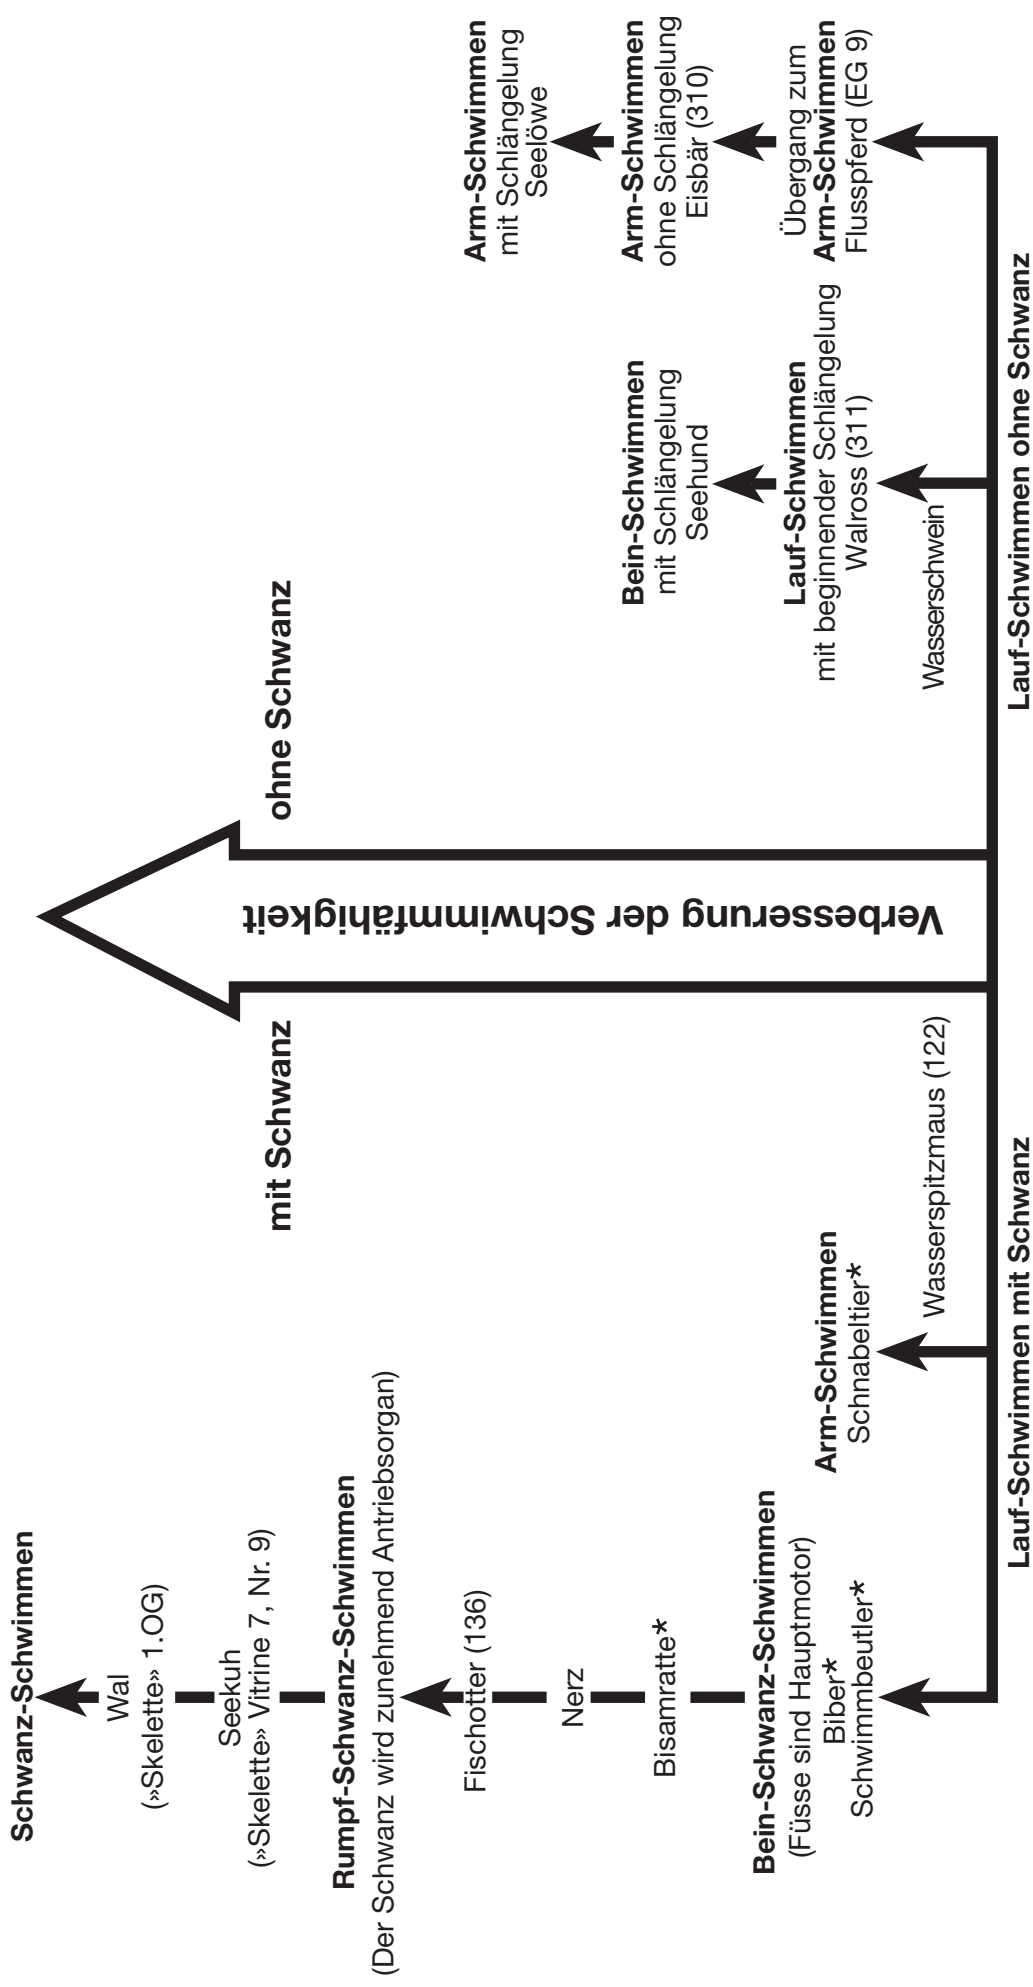 Schwanz-Schwimmen
Wal
(»Skelette» 1.OG)
Seekuh
(»Skelette» Vitrine 7, Nr. 9)
Rumpf-Schwanz-Schwimmen
(Der Schwanz wird zunehmend Antriebsorgan)
Fischotter (136)
Nerz
Bisamratte*
Bein-Schwanz-Schwimmen
(Füsse sind Hauptmotor)
Biber*
Schwimmbeutler*
Arm-Schwimmen
Schnabeltier*
Wasserspitzmaus (122)
Lauf-Schwimmen mit Schwanz
mit Schwanz
Verbesserung der Schwimmfähigkeit
ohne Schwanz
Bein-Schwimmen
mit Schlängelung
Seehund
Lauf-Schwimmen
mit beginnender Schlängelung
Walross (311)
Wasserschwein
Arm-Schwimmen
mit Schlängelung
Seelöwe
Arm-Schwimmen
ohne Schlängelung
Eisbär (310)
Übergang zum
Arm-Schwimmen
Flusspferd (EG 9)
Lauf-Schwimmen ohne Schwanz